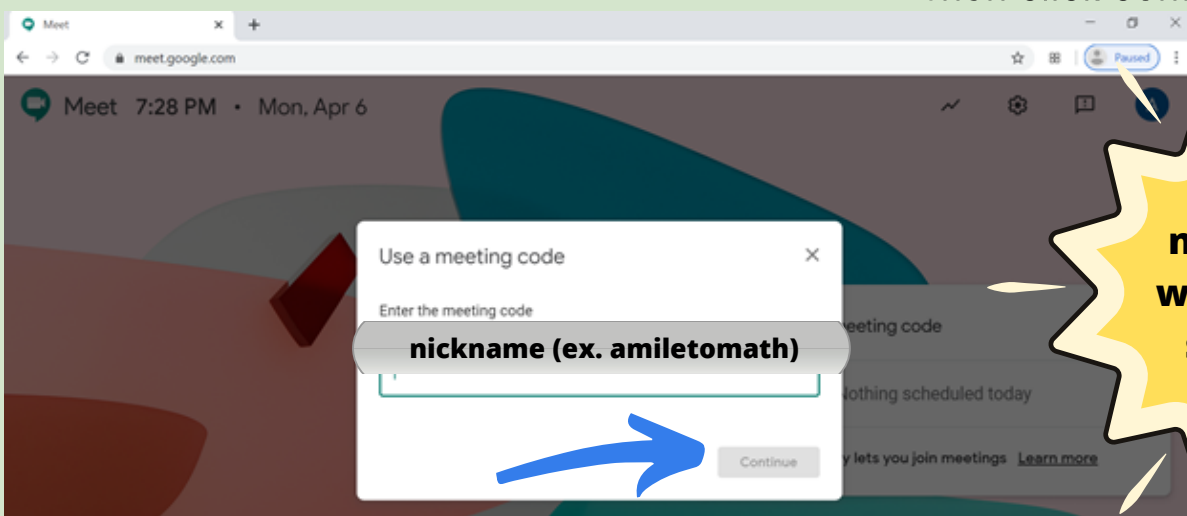 Meet
meet.google.com
Paused
Meet 7:28 PM • Mon, Apr 6
Use a meeting code
Enter the meeting code
eeting code
nickname (ex. amiletomath)
Nothing scheduled today
Continue
y lets you join meetings Learn more